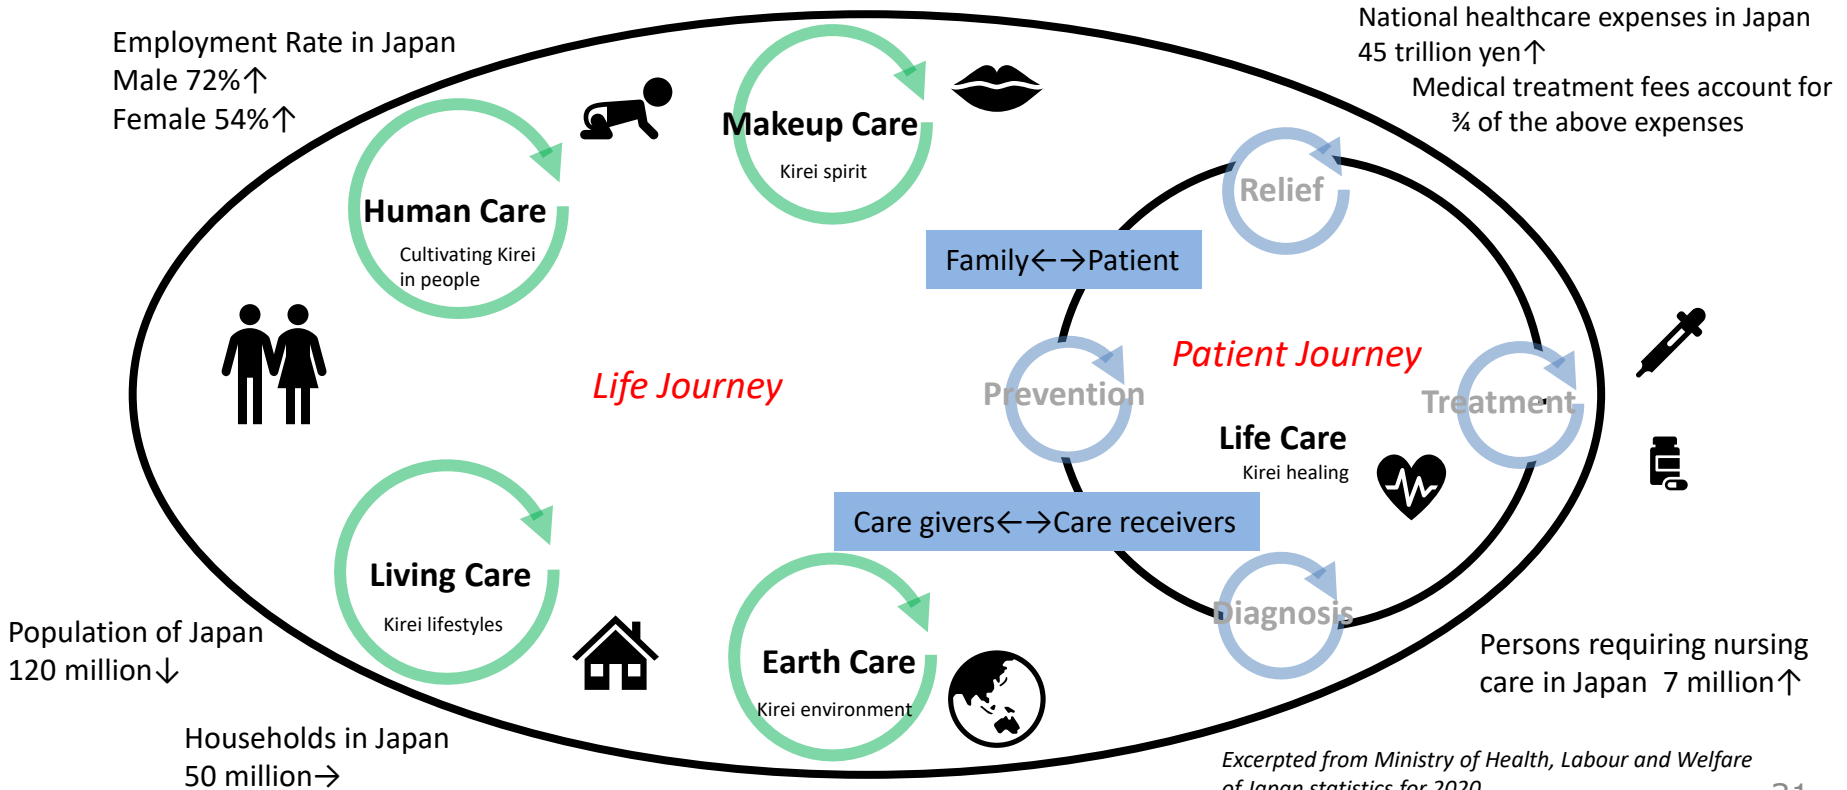 Employment Rate in Japan
Male 72%↑
Female 54%↑
National healthcare expenses in Japan
45 trillion yen↑
Medical treatment fees account for
¾ of the above expenses
Makeup Care
Kirei spirit
Human Care
Cultivating Kirei
in people
Relief
Family←→Patient
Life Journey
Patient Journey
Prevention
Treatment
Life Care
Kirei healing
Care givers←→Care receivers
Living Care
Kirei lifestyles
Diagnosis
Earth Care
Kirei environment
Population of Japan
120 million↓
Households in Japan
50 million→
Persons requiring nursing
care in Japan 7 million↑
Excerpted from Ministry of Health, Labour and Welfare
of Japan statistics for 2020